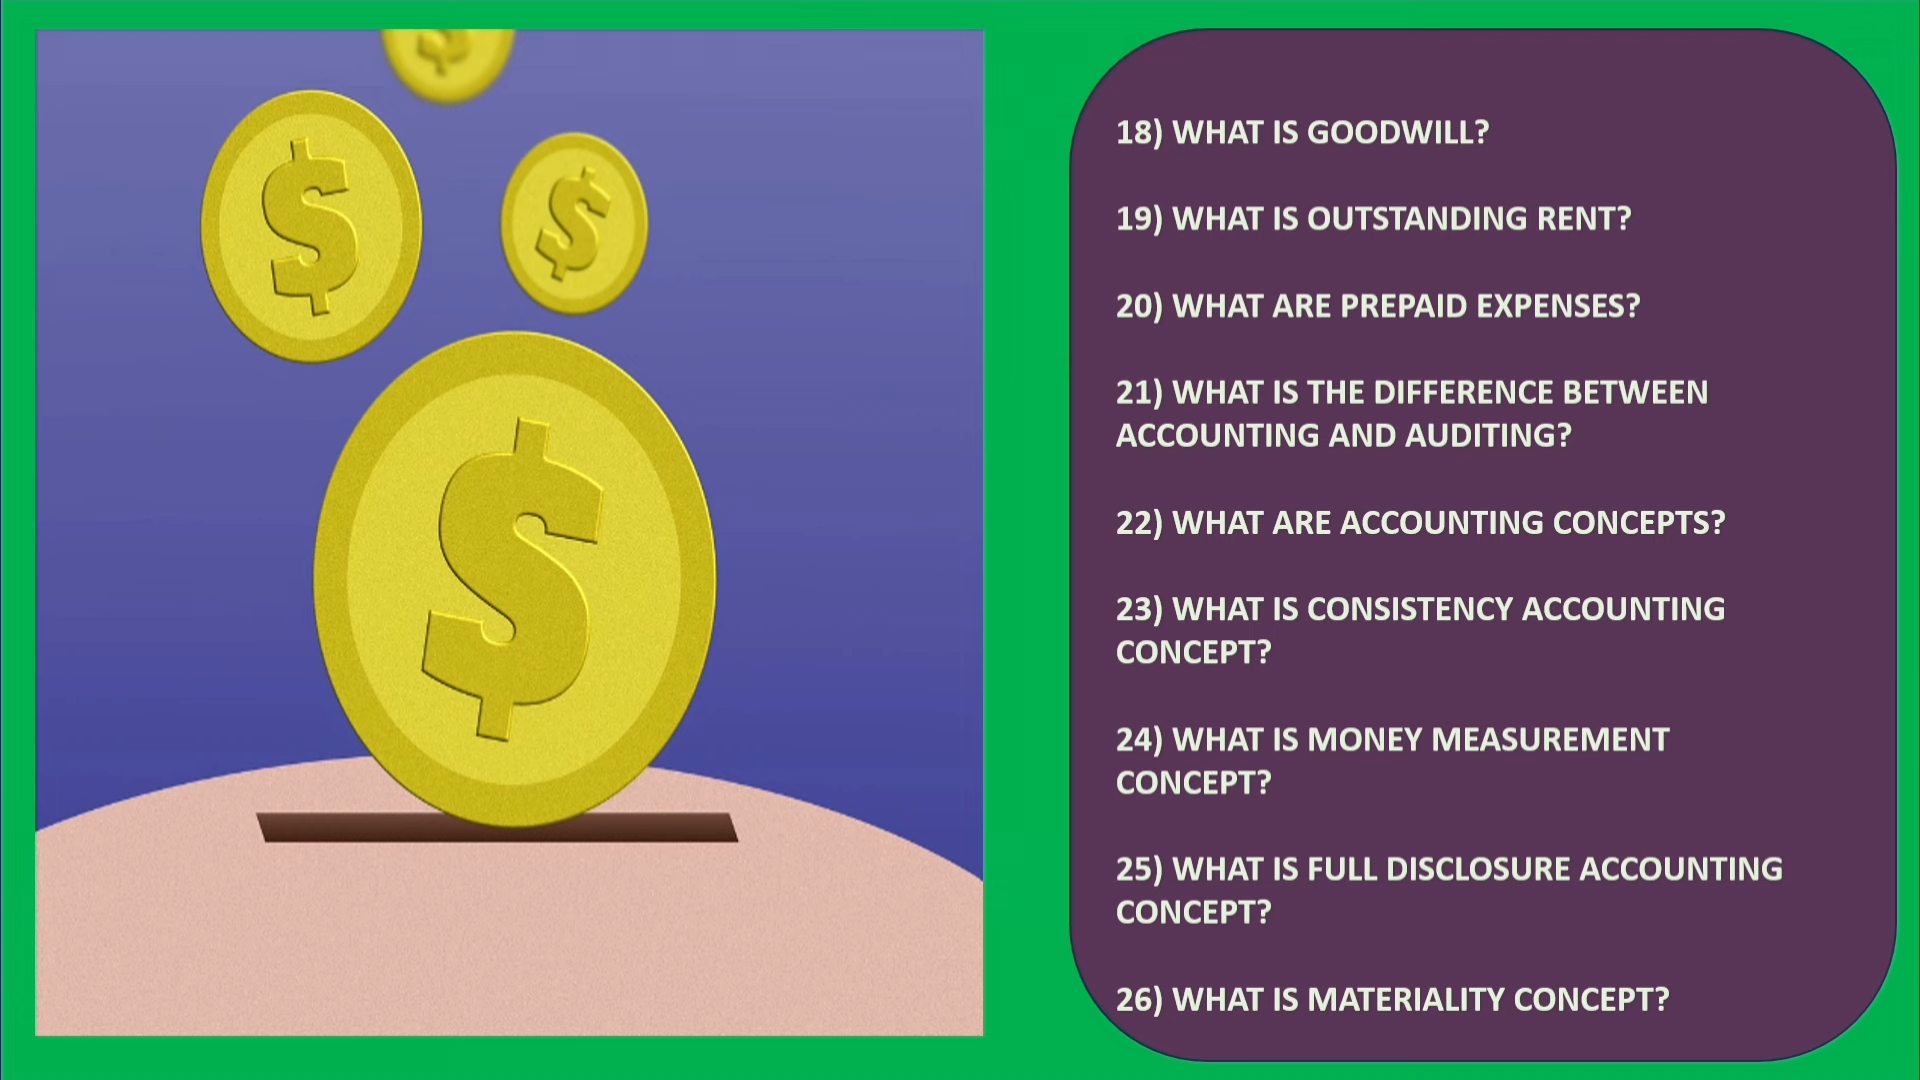 18) WHAT IS GOODWILL?
19) WHAT IS OUTSTANDING RENT?
20) WHAT ARE PREPAID EXPENSES?
21) WHAT IS THE DIFFERENCE BETWEEN
ACCOUNTING AND AUDITING?
22) WHAT ARE ACCOUNTING CONCEPTS?
23) WHAT IS CONSISTENCY ACCOUNTING
CONCEPT?
24) WHAT IS MONEY MEASUREMENT
CONCEPT?
25) WHAT IS FULL DISCLOSURE ACCOUNTING
CONCEPT?
26) WHAT IS MATERIALITY CONCEPT?
$
$
$
$